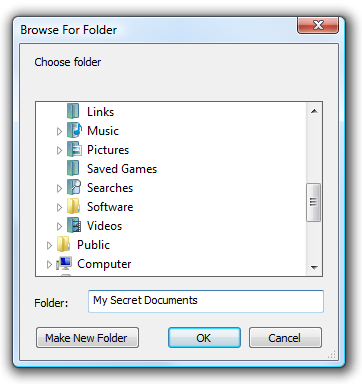 Browse For Folder
Choose folder
Links
Music
Pictures
Saved Games
Searches
Software
Videos
Public
Computer
Folder: My Secret Documents
Make New Folder OK Cancel